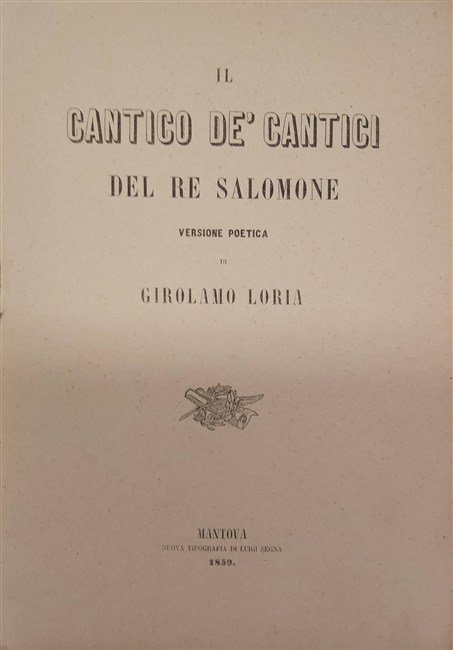 IL
CANTICO DE' CANTICI
DEL RE SALOMONE
VERSIONE POETICA
DI
GIROLAMO LORIA
MANTOVA
NUOVA TIPOGRAFIA DI LUIGI SEGNA
1859.